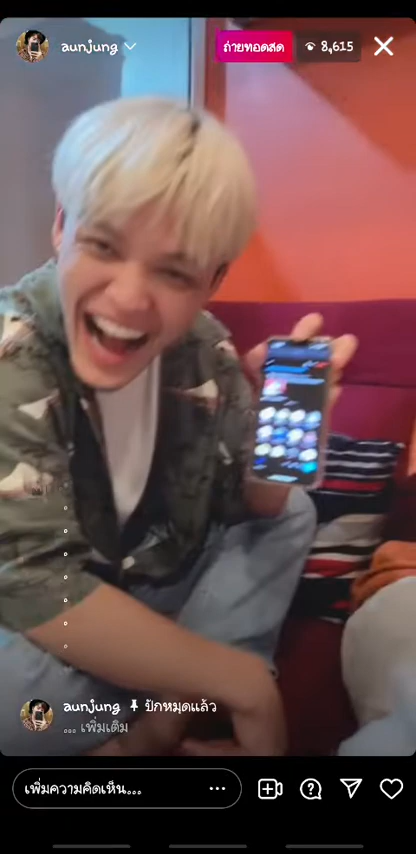 aunjung
ถ่ายทอดสด
8,615
aunjung ปักหมุดแล้ว
... เพิ่มเติม
เพิ่มความคิดเห็น...